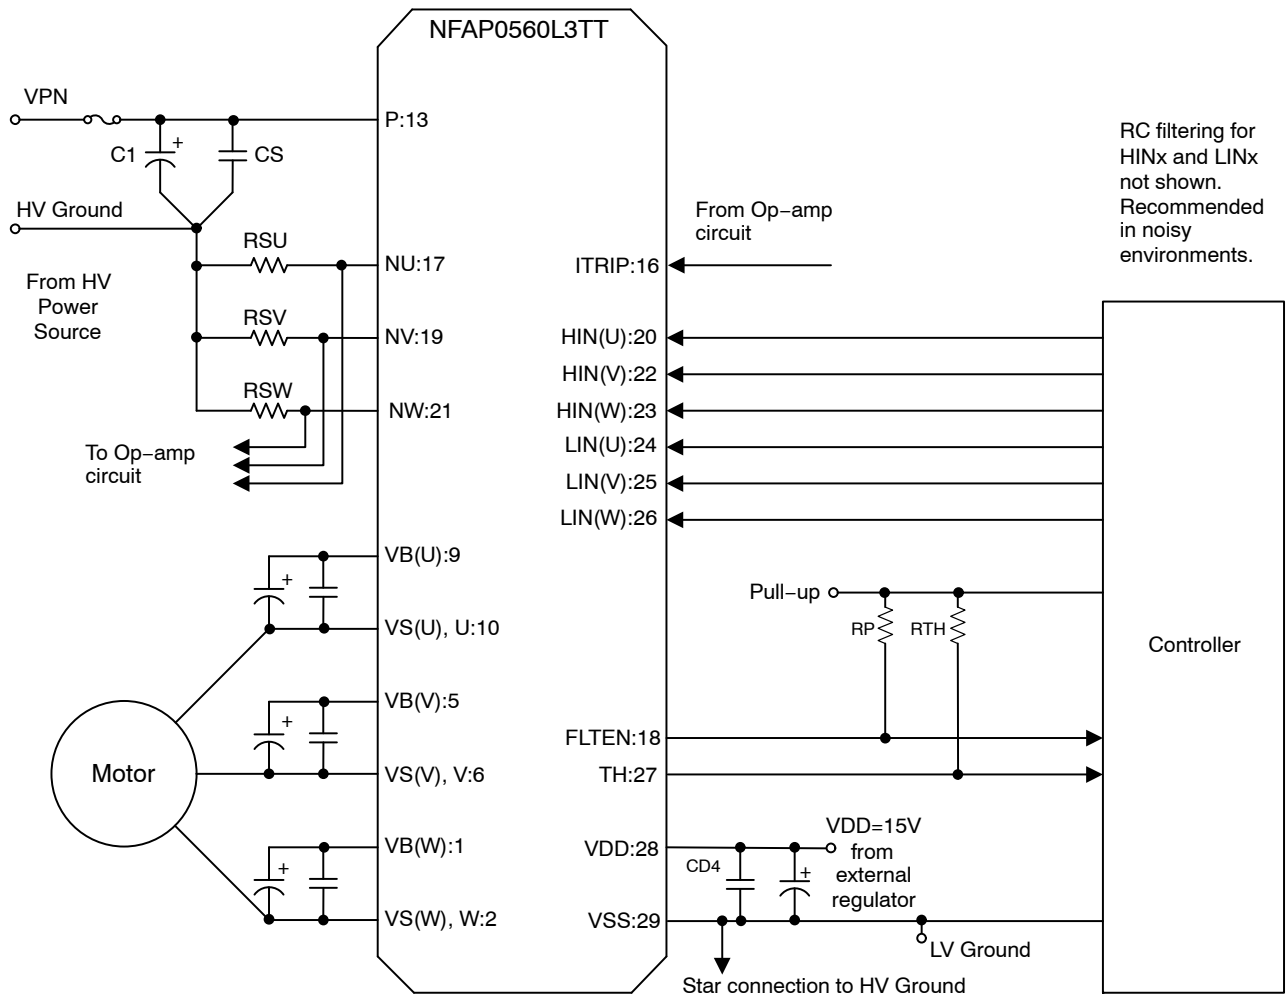 NFAP0560L3TT
VPN
P:13
C1
+
CS
HV Ground
From HV
Power
Source
RSU
NU:17
RSV
NV:19
RSW
NW:21
To Op−amp
circuit
From Op−amp
circuit
ITRIP:16
RC filtering for
HINx and LINx
not shown.
Recommended
in noisy
environments.
HIN(U):20
HIN(V):22
HIN(W):23
LIN(U):24
LIN(V):25
LIN(W):26
VB(U):9
+
VS(U), U:10
VB(V):5
+
VS(V), V:6
VB(W):1
+
VS(W), W:2
Motor
Pull−up
RP
RTH
Controller
FLTEN:18
TH:27
VDD:28
CD4
+
VDD=15V
from
external
regulator
VSS:29
LV Ground
Star connection to HV Ground